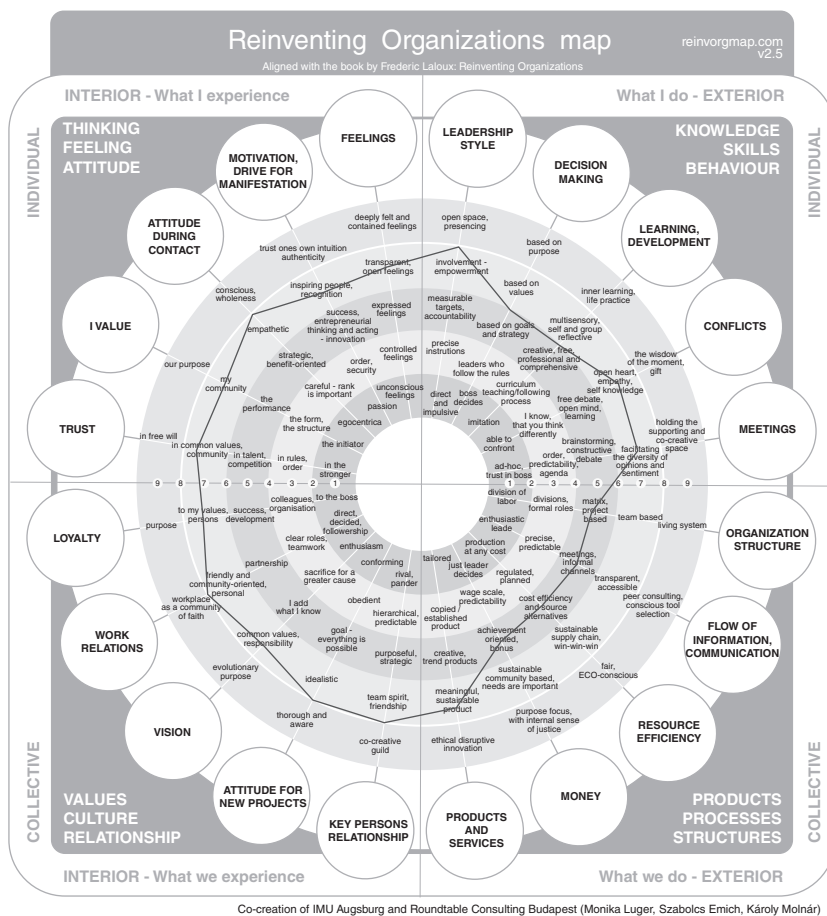 Reinventing Organizations map
reinvorgmap.com
v2.5
Aligned with the book by Frederic Laloux: Reinventing Organizations
INTERIOR - What I experience
What I do - EXTERIOR
INDIVIDUAL
INDIVIDUAL
THINKING
FEELING
ATTITUDE
KNOWLEDGE
SKILLS
BEHAVIOUR
FEELINGS
deeply felt and
contained feelings
transparent,
open feelings
expressed
feelings
controlled
feelings
unconscious
feelings
LEADERSHIP
STYLE
open space,
presencing
involvement -
empowerment
measurable
targets,
accountability
precise
instrutions
direct
and
impulsive
MOTIVATION,
DRIVE FOR
MANIFESTATION
trust ones own intuition
authenticity
inspiring people,
recognition
success,
entrepreneurial
thinking and acting
- innovation
order,
security
passion
DECISION
MAKING
based on
purpose
based on
values
based on goals
and strategy
leaders who
follow the rules
boss
decides
ATTITUDE
DURING
CONTACT
conscious,
wholeness
empathetic
strategic,
benefit-oriented
careful - rank
is important
egocentrica
LEARNING,
DEVELOPMENT
inner learning,
life practice
multisensory,
self and group
reflective
creative, free,
professional and
comprehensive
curriculum
teaching/following
process
imitation
I VALUE
our purpose
my
community
the
performance
the form,
the structure
the initiator
CONFLICTS
the wisdow
of the moment,
gift
open heart,
empathy,
self knowledge
free debate,
open mind,
learning
I know,
that you think
differently
able to
confront
TRUST
in free will
in common values,
community
in talent,
competition
in rules,
order
in the
stronger
MEETINGS
holding the
supporting and
co-creative
space
facitating
the diversity of
opinions and
sentiment
brainstorming,
constructive
debate
order,
predictability,
agenda
ad-hoc,
trust in boss
9 8 7 6 5 4 3 2 1
1 2 3 4 5 6 7 8 9
LOYALTY
purpose
to my values,
persons
success,
development
colleagues,
organisation
to the boss
ORGANIZATION
STRUCTURE
living system
team based
matrix,
project
based
divisions,
formal roles
division of
labor
WORK
RELATIONS
workplace
as a community
of faith
friendly and
community-oriented,
personal
partnership
clear roles,
teamwork
direct,
decided,
followership
FLOW OF
INFORMATION,
COMMUNICATION
peer consulting,
conscious tool
selection
transparent,
accessible
meetings,
informal
channels
precise,
predictable
enthusiastic
leade
VISION
evolutionary
purpose
common values,
responsibility
I add
what I know
sacrifice for a
greater cause
enthusiasm
RESOURCE
EFFICIENCY
fair,
ECO-conscious
sustainable
supply chain,
win-win-win
cost efficiency
and source
alternatives
regulated,
planned
production
at any cost
ATTITUDE FOR
NEW PROJECTS
thorough and
aware
idealistic
goal -
everything is
possible
obedient
conforming
MONEY
purpose focus,
with internal sense
of justice
sustainable
community based,
needs are important
achievement
oriented,
bonus
wage scale,
predictability
just leader
decides
KEY PERSONS
RELATIONSHIP
co-creative
guild
team spirit,
friendship
purposeful,
strategic
hierarchical,
predictable
rival,
pander
PRODUCTS
AND
SERVICES
ethical disruptive
innovation
meaningful,
sustainable
product
creative,
trend products
copied
established
product
tailored
COLLECTIVE
COLLECTIVE
VALUES
CULTURE
RELATIONSHIP
PRODUCTS
PROCESSES
STRUCTURES
INTERIOR - What we experience
What we do - EXTERIOR
Co-creation of IMU Augsburg and Roundtable Consulting Budapest (Monika Luger, Szabolcs Emich, Károly Molnár)